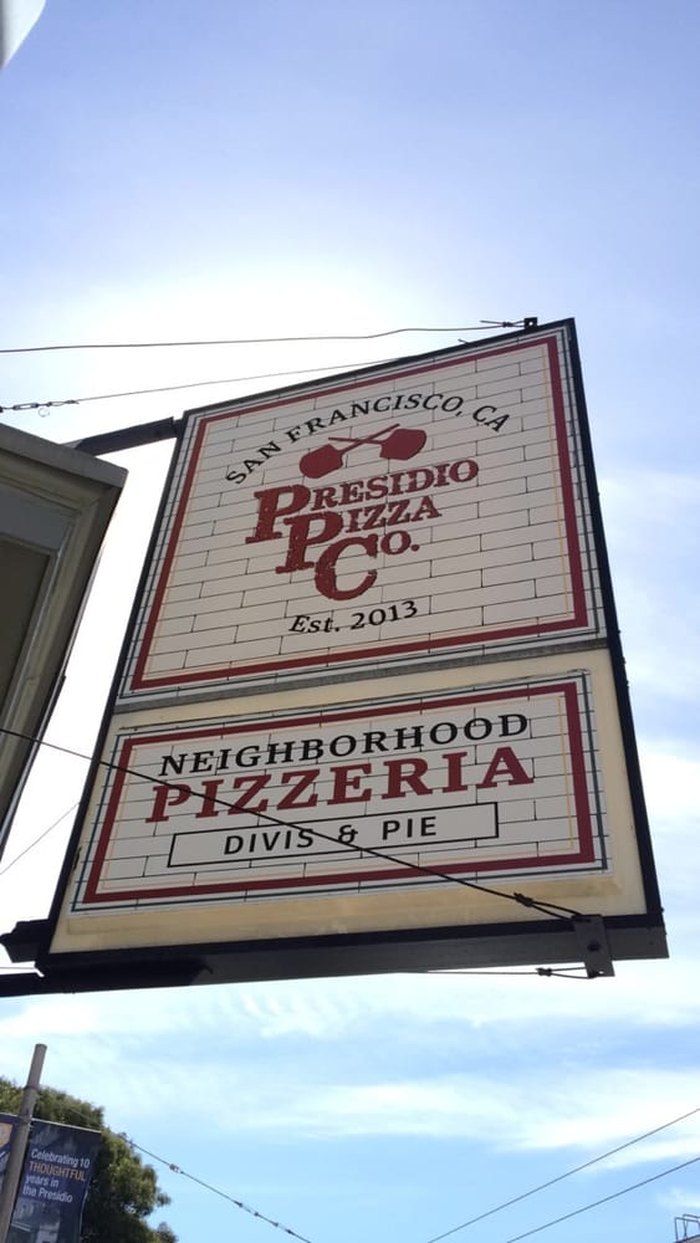 SAN FRANCISCO, CA
PRESIDIO
PIZZA
CO.
Est. 2013
NEIGHBORHOOD
PIZZERIA
DIVIS & PIE
Celebrating 10
THOUGHTFUL
years in
the Presidio